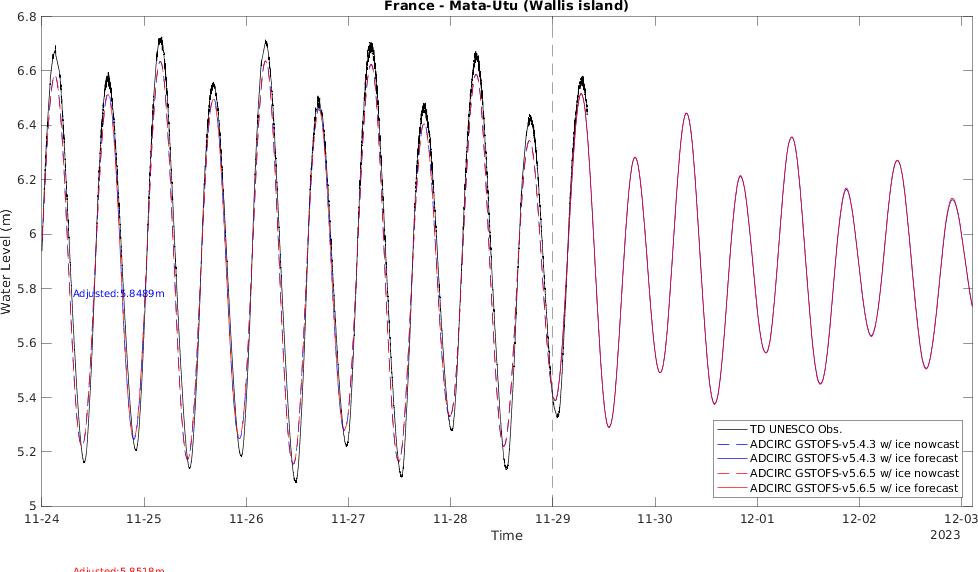 France - Mata-Utu (Wallis island)
6.8
6.6
6.4
6.2
6
5.8
5.6
5.4
5.2
5
Water Level (m)
Adjusted:5.8489m
TD UNESCO Obs.
ADCIRC GSTOFS-v5.4.3 w/ ice nowcast
ADCIRC GSTOFS-v5.4.3 w/ ice forecast
ADCIRC GSTOFS-v5.6.5 w/ ice nowcast
ADCIRC GSTOFS-v5.6.5 w/ ice forecast
11-24 11-25 11-26 11-27 11-28 11-29 11-30 12-01 12-02 12-03
Time
2023
Adjusted:5.8518m